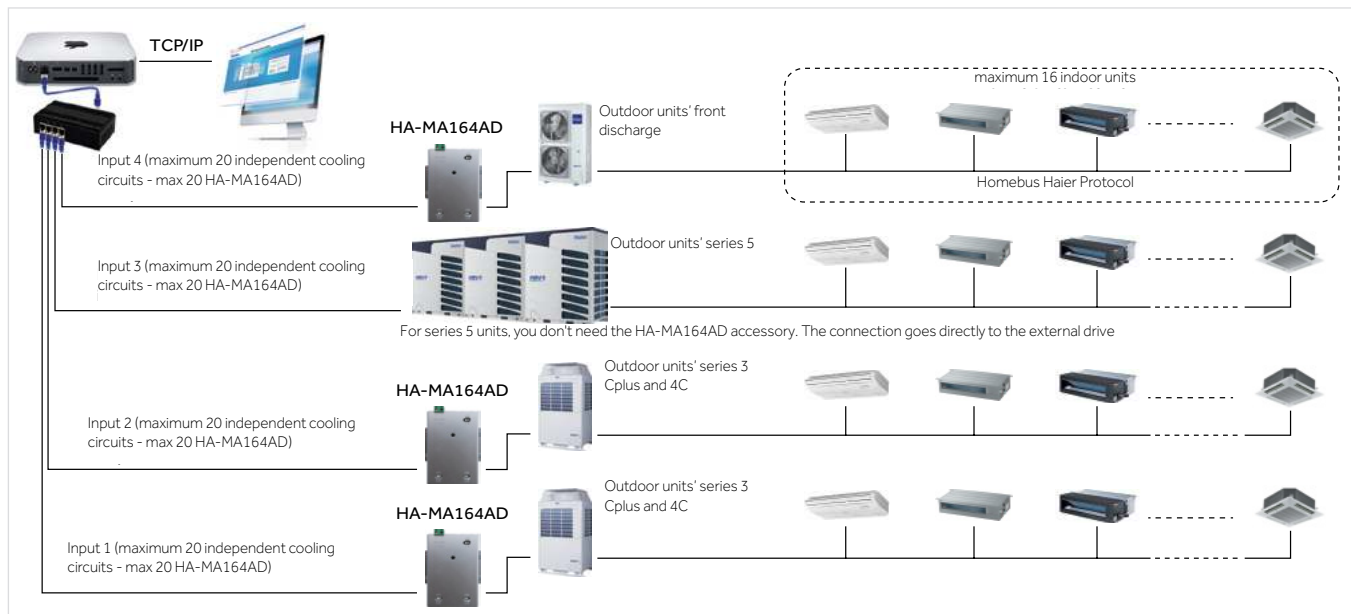 TCP/IP
maximum 16 indoor units
HA-MA164AD
Outdoor units' front
discharge
Input 4 (maximum 20 independent cooling
circuits - max 20 HA-MA164AD)
Homebus Haier Protocol
Outdoor units' series 5
Input 3 (maximum 20 independent cooling
circuits - max 20 HA-MA164AD)
For series 5 units, you don't need the HA-MA164AD accessory. The connection goes directly to the external drive
Outdoor units' series 3
Cplus and 4C
HA-MA164AD
Input 2 (maximum 20 independent cooling
circuits - max 20 HA-MA164AD)
Outdoor units' series 3
Cplus and 4C
HA-MA164AD
Input 1 (maximum 20 independent cooling
circuits - max 20 HA-MA164AD)